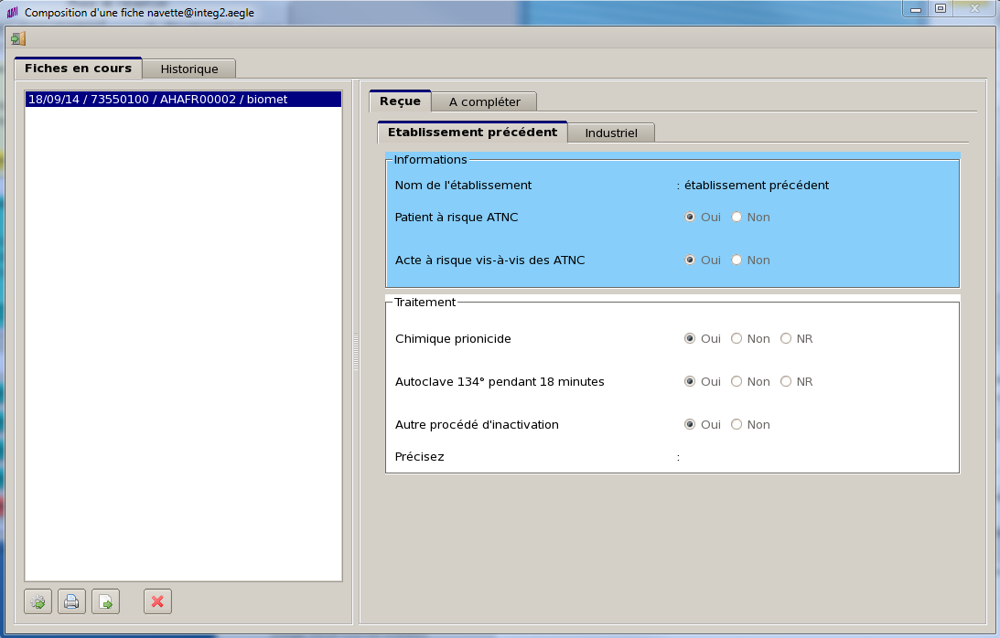 Composition d'une fiche navette@integ2.aegle
Fiches en cours
Historique
18/09/14 / 73550100 / AHAFR00002 / biomet
Reçue
A compléter
Etablissement précédent
Industriel
Informations
Nom de l'établissement : établissement précédent
Patient à risque ATNC Oui Non
Acte à risque vis-à-vis des ATNC Oui Non
Traitement
Chimique prionicide Oui Non NR
Autoclave 134° pendant 18 minutes Oui Non NR
Autre procédé d'inactivation Oui Non
Précisez :